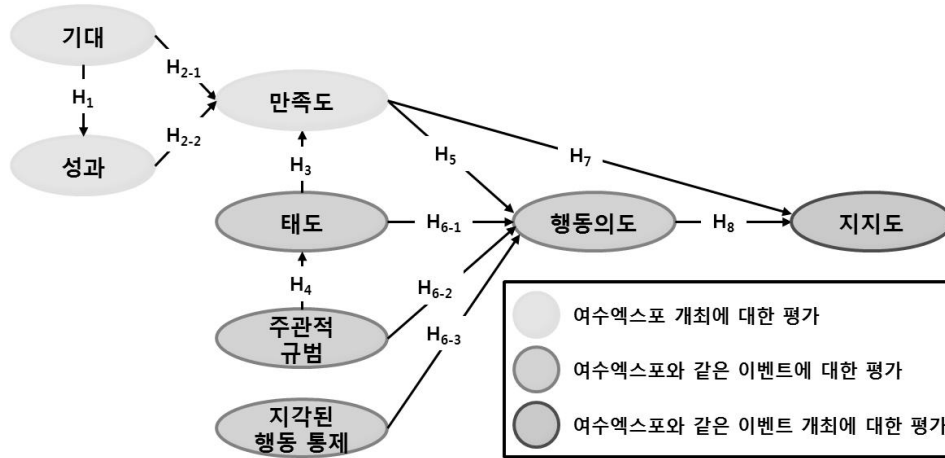 기대
H2-1
H1
만족도
H2-2
성과
H3
H5
H7
태도
H6-1
행동의도
H8
지지도
H4
H6-2
주관적
규범
H6-3
지각된
행동 통제
여수엑스포 개최에 대한 평가
여수엑스포와 같은 이벤트에 대한 평가
여수엑스포와 같은 이벤트 개최에 대한 평가